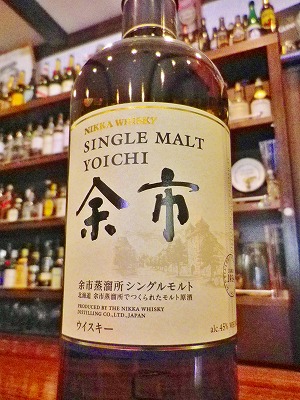 NIKKA WHISKY
SINGLE MALT
YOICHI
余市
余市蒸溜所シングルモルト
北海道 余市蒸溜所でつくられたモルト原酒
PRODUCED BY THE NIKKA WHISKY
DISTILLING CO.,LTD., JAPAN
ウイスキー
alc.45%